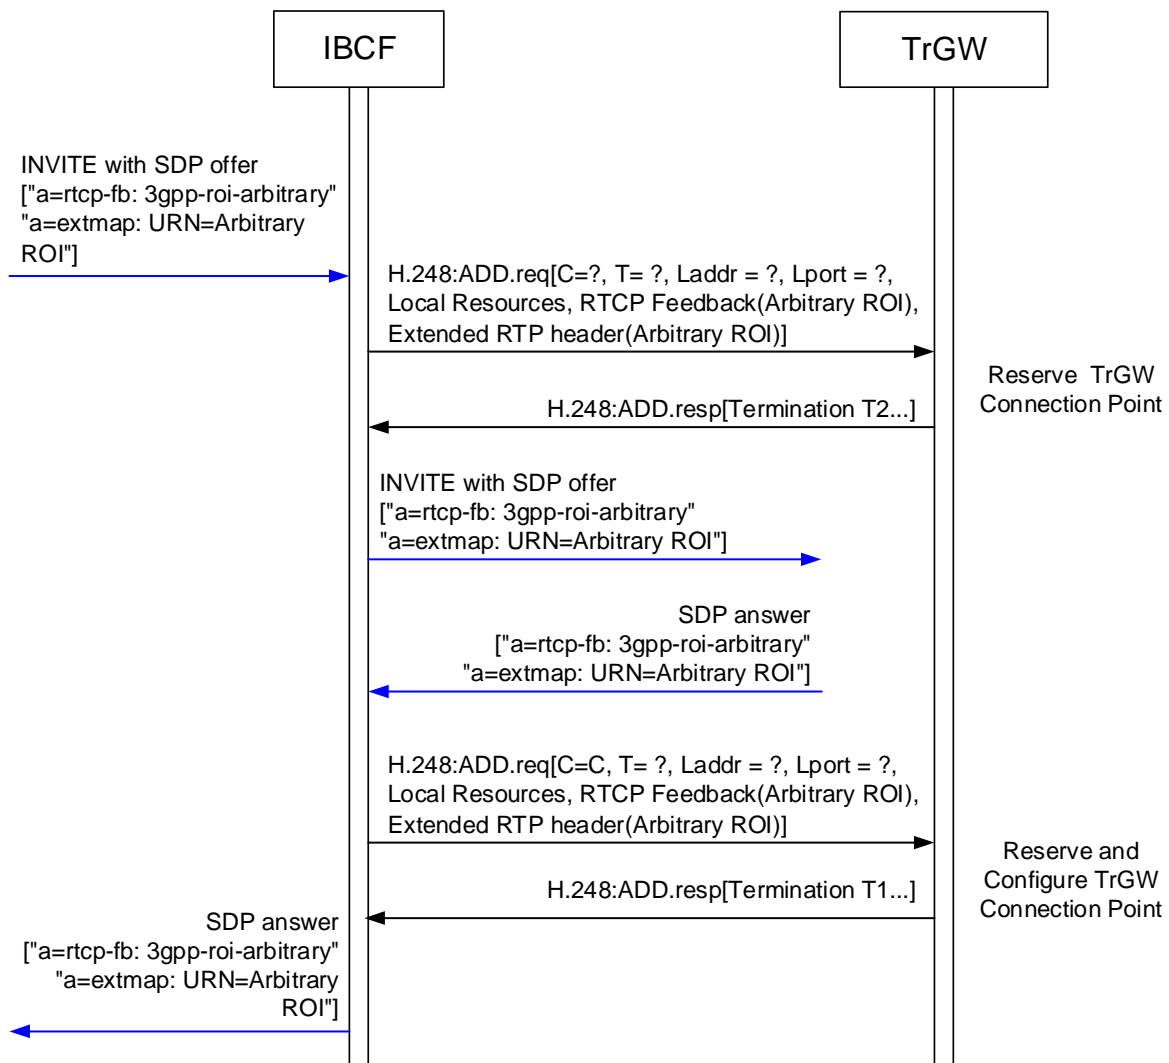 IBCF
TrGW
INVITE with SDP offer
["a=rtcp-fb: 3gpp-roi-arbitrary"
"a=extmap: URN=Arbitrary
ROI"]
H.248:ADD.req[C=?, T= ?, Laddr = ?, Lport = ?,
Local Resources, RTCP Feedback(Arbitrary ROI),
Extended RTP header(Arbitrary ROI)]
Reserve TrGW
Connection Point
H.248:ADD.resp[Termination T2...]
INVITE with SDP offer
["a=rtcp-fb: 3gpp-roi-arbitrary"
"a=extmap: URN=Arbitrary ROI"]
SDP answer
["a=rtcp-fb: 3gpp-roi-arbitrary"
"a=extmap: URN=Arbitrary ROI"]
H.248:ADD.req[C=C, T= ?, Laddr = ?, Lport = ?,
Local Resources, RTCP Feedback(Arbitrary ROI),
Extended RTP header(Arbitrary ROI)]
Reserve and
Configure TrGW
Connection Point
H.248:ADD.resp[Termination T1...]
SDP answer
["a=rtcp-fb: 3gpp-roi-arbitrary"
"a=extmap: URN=Arbitrary
ROI"]